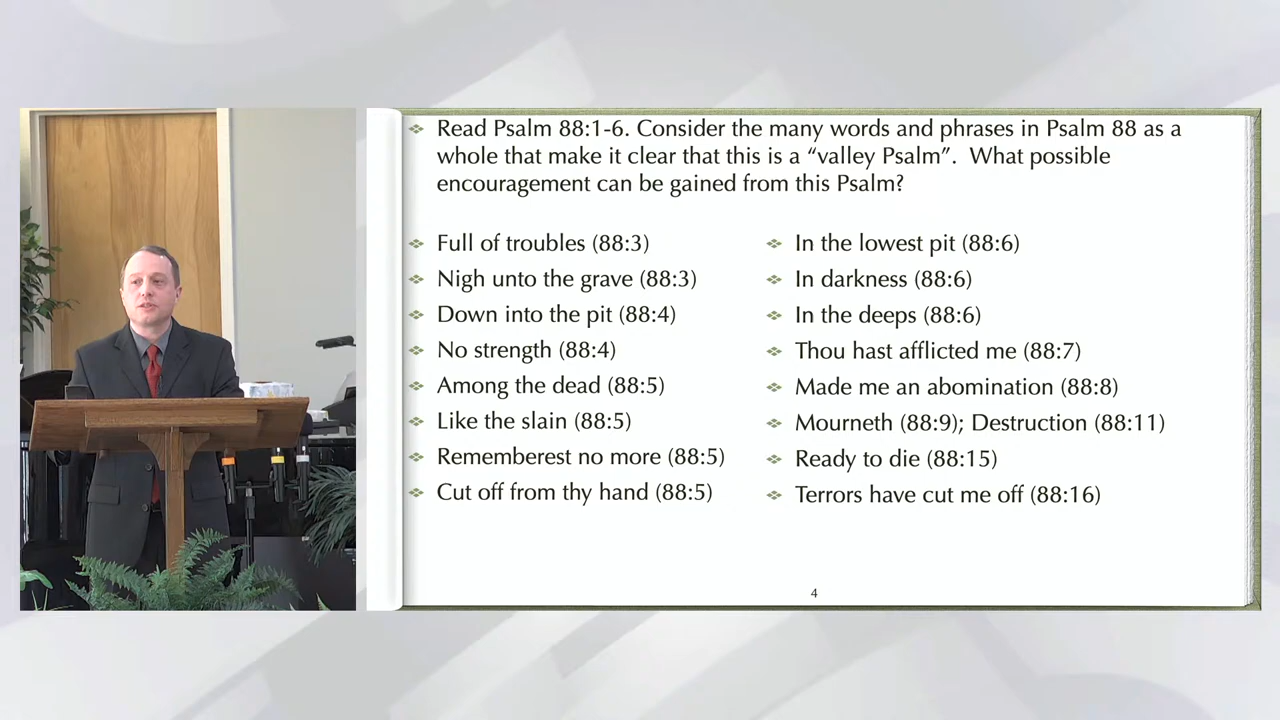 Read Psalm 88:1-6. Consider the many words and phrases in Psalm 88 as a
whole that make it clear that this is a “valley Psalm”.  What possible
encouragement can be gained from this Psalm?
Full of troubles (88:3)
Nigh unto the grave (88:3)
Down into the pit (88:4)
No strength (88:4)
Among the dead (88:5)
Like the slain (88:5)
Rememberest no more (88:5)
Cut off from thy hand (88:5)
In the lowest pit (88:6)
In darkness (88:6)
In the deeps (88:6)
Thou hast afflicted me (88:7)
Made me an abomination (88:8)
Mourneth (88:9); Destruction (88:11)
Ready to die (88:15)
Terrors have cut me off (88:16)
4